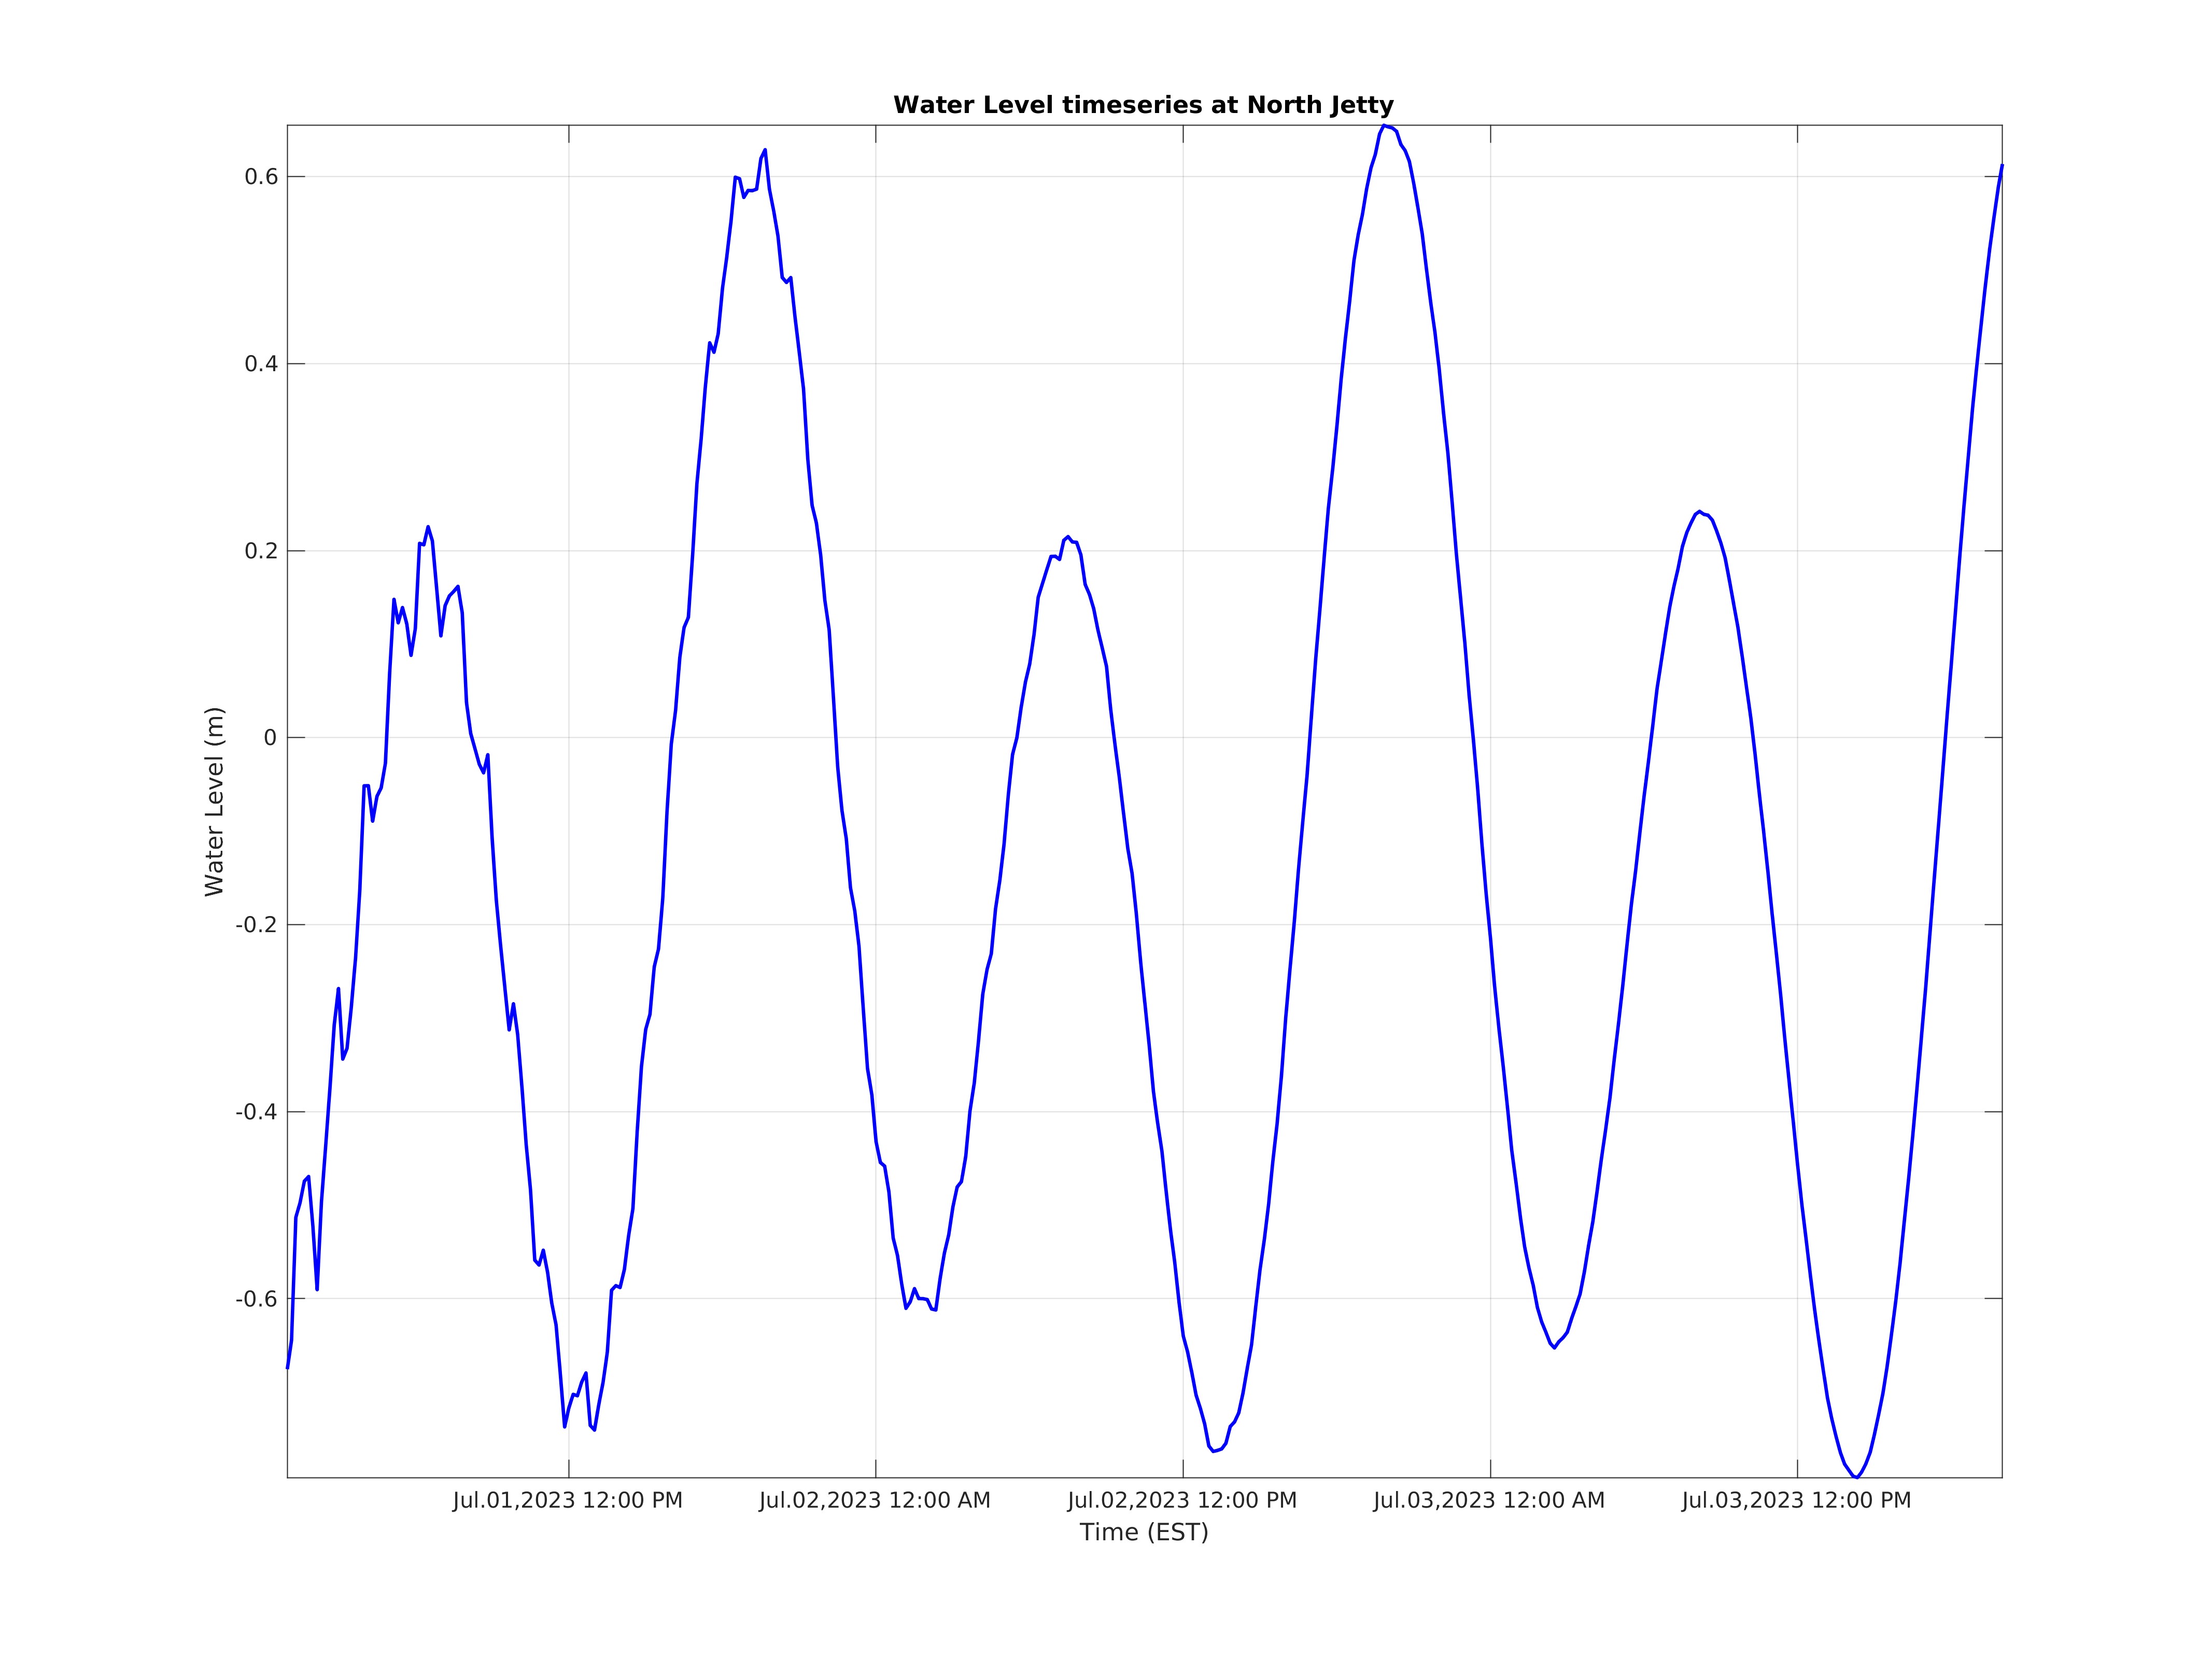 Water Level timeseries at North Jetty
0.6
0.4
0.2
0
-0.2
-0.4
-0.6
Water Level (m)
Jul.01,2023 12:00 PM
Jul.02,2023 12:00 AM
Jul.02,2023 12:00 PM
Jul.03,2023 12:00 AM
Jul.03,2023 12:00 PM
Time (EST)